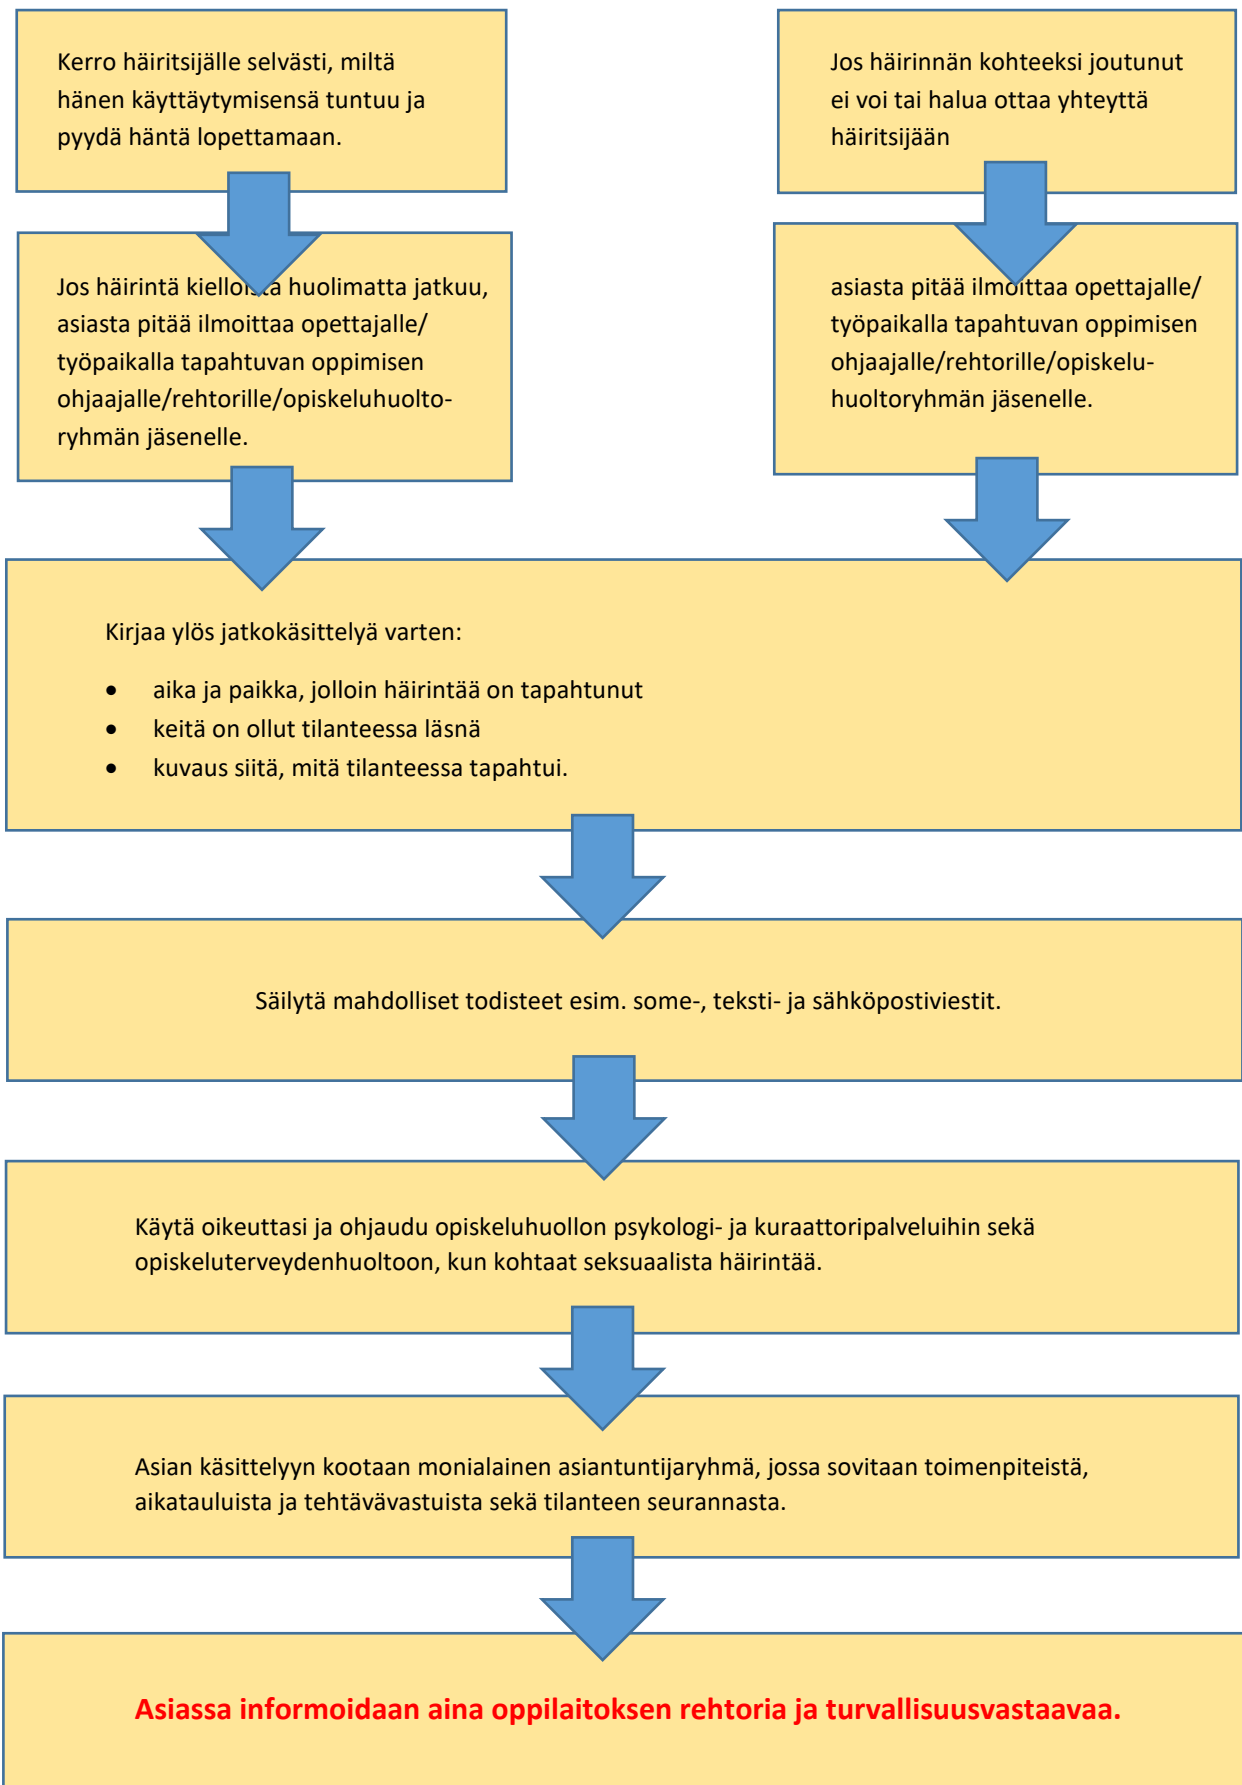 Kerro häiritsijälle selvästi, miltä
hänen käyttäytymisensä tuntuu ja
pyydä häntä lopettamaan.
Jos häirintä kielloista huolimatta jatkuu,
asiasta pitää ilmoittaa opettajalle/
työpaikalla tapahtuvan oppimisen
ohjaajalle/rehtorille/opiskeluhuolto-
ryhmän jäsenelle.
Jos häirinnän kohteeksi joutunut
ei voi tai halua ottaa yhteyttä
häiritsijään
asiasta pitää ilmoittaa opettajalle/
työpaikalla tapahtuvan oppimisen
ohjaajalle/rehtorille/opiskelu-
huoltoryhmän jäsenelle.
Kirjaa ylös jatkokäsittelyä varten:
• aika ja paikka, jolloin häirintää on tapahtunut
• keitä on ollut tilanteessa läsnä
• kuvaus siitä, mitä tilanteessa tapahtui.
Säilytä mahdolliset todisteet esim. some-, teksti- ja sähköpostiviestit.
Käytä oikeuttasi ja ohjaudu opiskeluhuollon psykologi- ja kuraattoripalveluihin sekä
opiskeluterveydenhuoltoon, kun kohtaat seksuaalista häirintää.
Asian käsittelyyn kootaan monialainen asiantuntijaryhmä, jossa sovitaan toimenpiteistä,
aikatauluista ja tehtävävastuista sekä tilanteen seurannasta.
Asiassa informoidaan aina oppilaitoksen rehtoria ja turvallisuusvastaavaa.